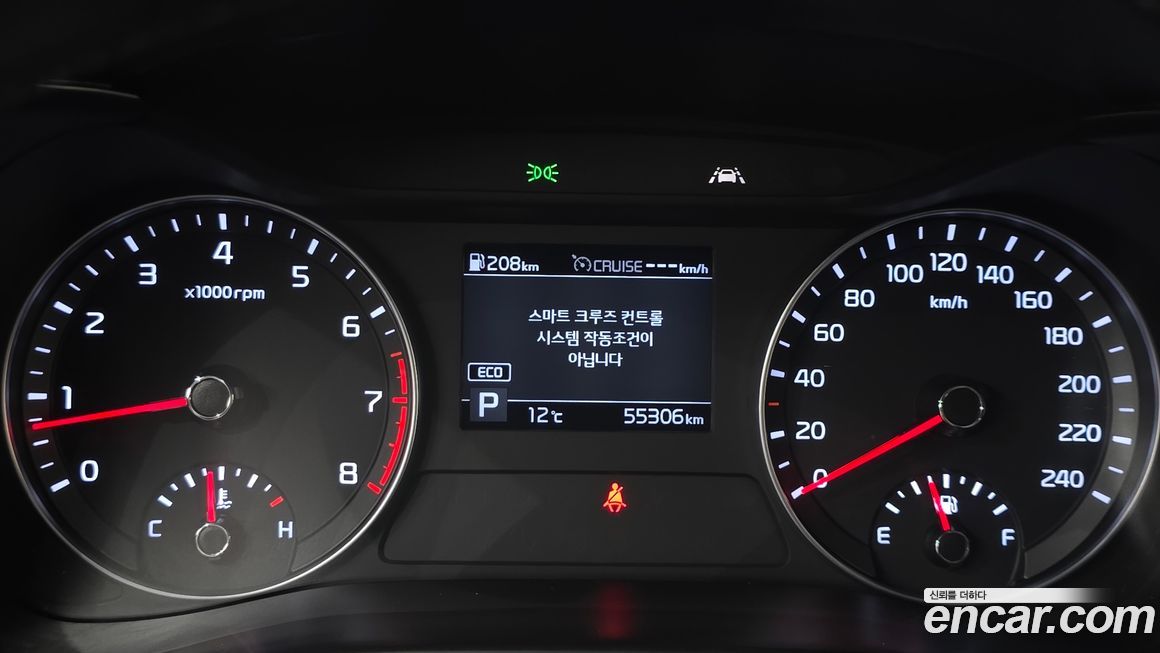 208km CRUISE ---km/h
스마트 크루즈 컨트롤
시스템 작동조건이
아닙니다
ECO
P
12℃ 55306km
0
1
2
3
4
5
6
7
8
x1000rpm
C H
0
20
40
60
80
100
120
140
160
180
200
220
240
km/h
E F
신뢰를 더하다
encar.com